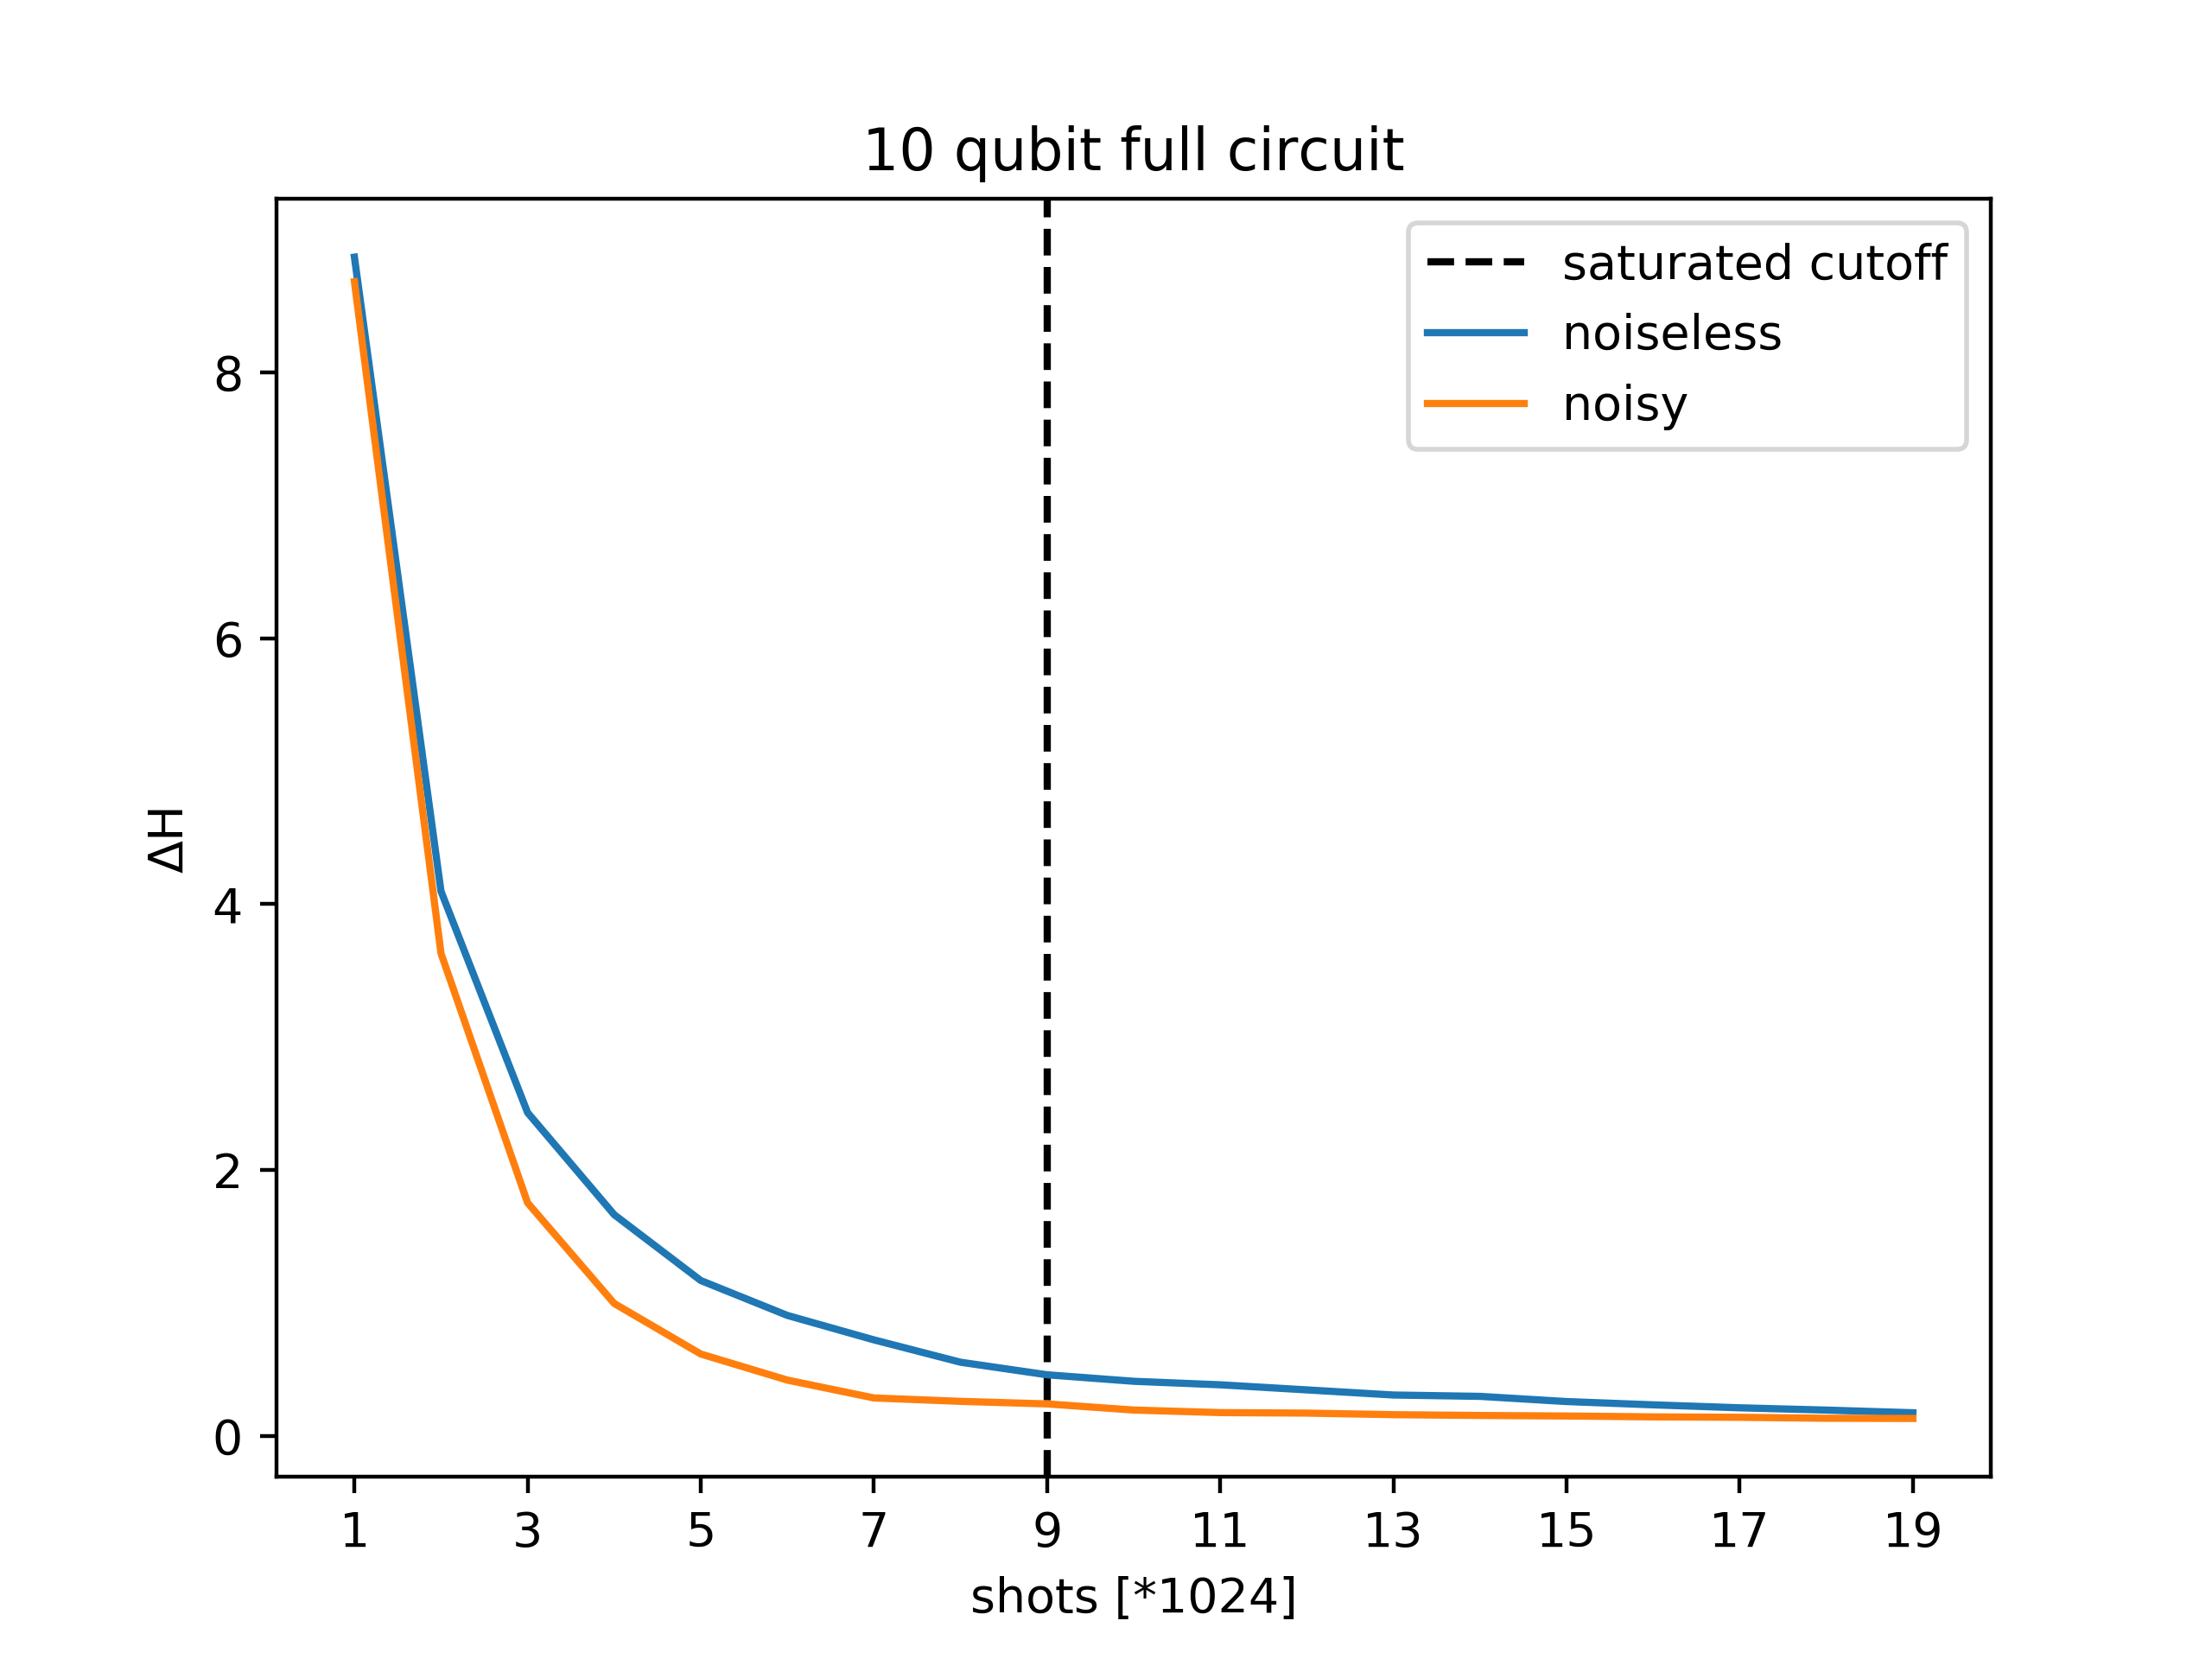 10 qubit full circuit
saturated cutoff
noiseless
noisy
8
6
4
2
0
ΔH
1 3 5 7 9 11 13 15 17 19
shots [*1024]